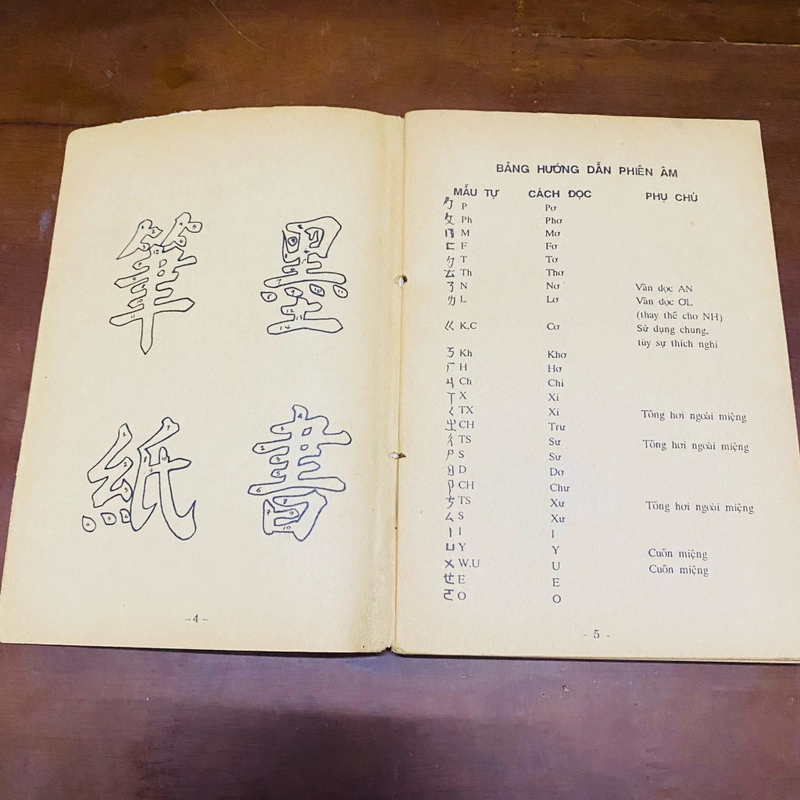 筆 墨
紙 書
-4-
BẢNG HƯỚNG DẪN PHIÊN ÂM
MẪU TỰ CÁCH ĐỌC PHỤ CHÚ
ㄅ P Pơ
ㄆ Ph Phơ
ㄇ M Mơ
ㄈ F Fơ
ㄉ T Tơ
ㄊ Th Thơ
ㄋ N Nơ Vần đọc AN
ㄌ L Lơ Vần đọc ƠL
(thay thế cho NH)
ㄍ K,C Cơ Sử dụng chung,
tùy sự thích nghi
ㄎ Kh Khơ
ㄏ H Hơ
ㄐ Ch Chi
ㄒ X Xi
ㄑ TX Xi Tống hơi ngoài miệng
ㄓ CH Trư
ㄔ TS Sư Tống hơi ngoài miệng
ㄕ S Sư
ㄖ D Dơ
ㄗ CH Chư
ㄘ TS Xư Tống hơi ngoài miệng
ㄙ S Xư
ㄧ I I
ㄩ Y Y Cuốn miệng
ㄨ W.U U Cuốn miệng
ㄝ E E
ㄛ O O
- 5 -